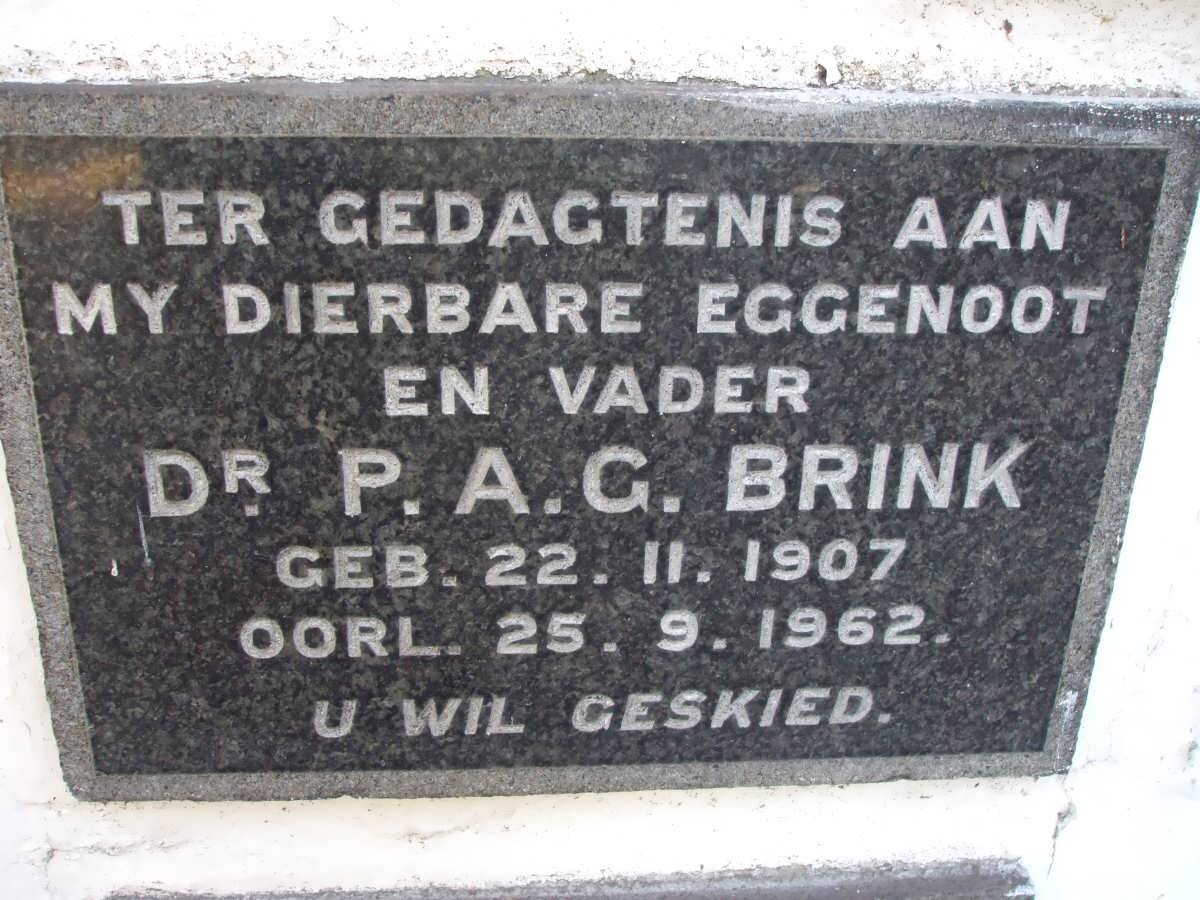 TER GEDAGTENIS AAN
MY DIERBARE EGGENOOT
EN VADER
DR. P. A. G. BRINK
GEB. 22. 11. 1907
OORL. 25. 9. 1962.
U WIL GESKIED.